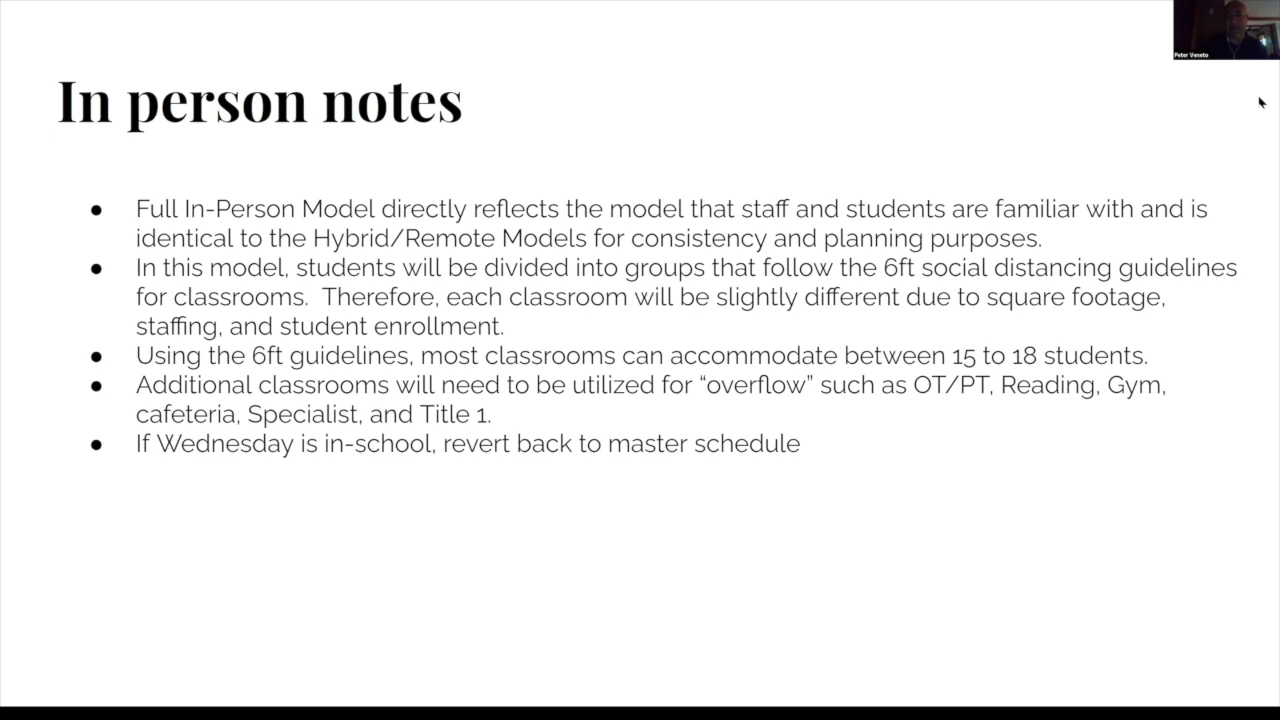 Peter Veneto
In person notes
● Full In-Person Model directly reflects the model that staff and students are familiar with and is
identical to the Hybrid/Remote Models for consistency and planning purposes.
● In this model, students will be divided into groups that follow the 6ft social distancing guidelines
for classrooms.  Therefore, each classroom will be slightly different due to square footage,
staffing, and student enrollment.
● Using the 6ft guidelines, most classrooms can accommodate between 15 to 18 students.
● Additional classrooms will need to be utilized for “overflow” such as OT/PT, Reading, Gym,
cafeteria, Specialist, and Title 1.
● If Wednesday is in-school, revert back to master schedule